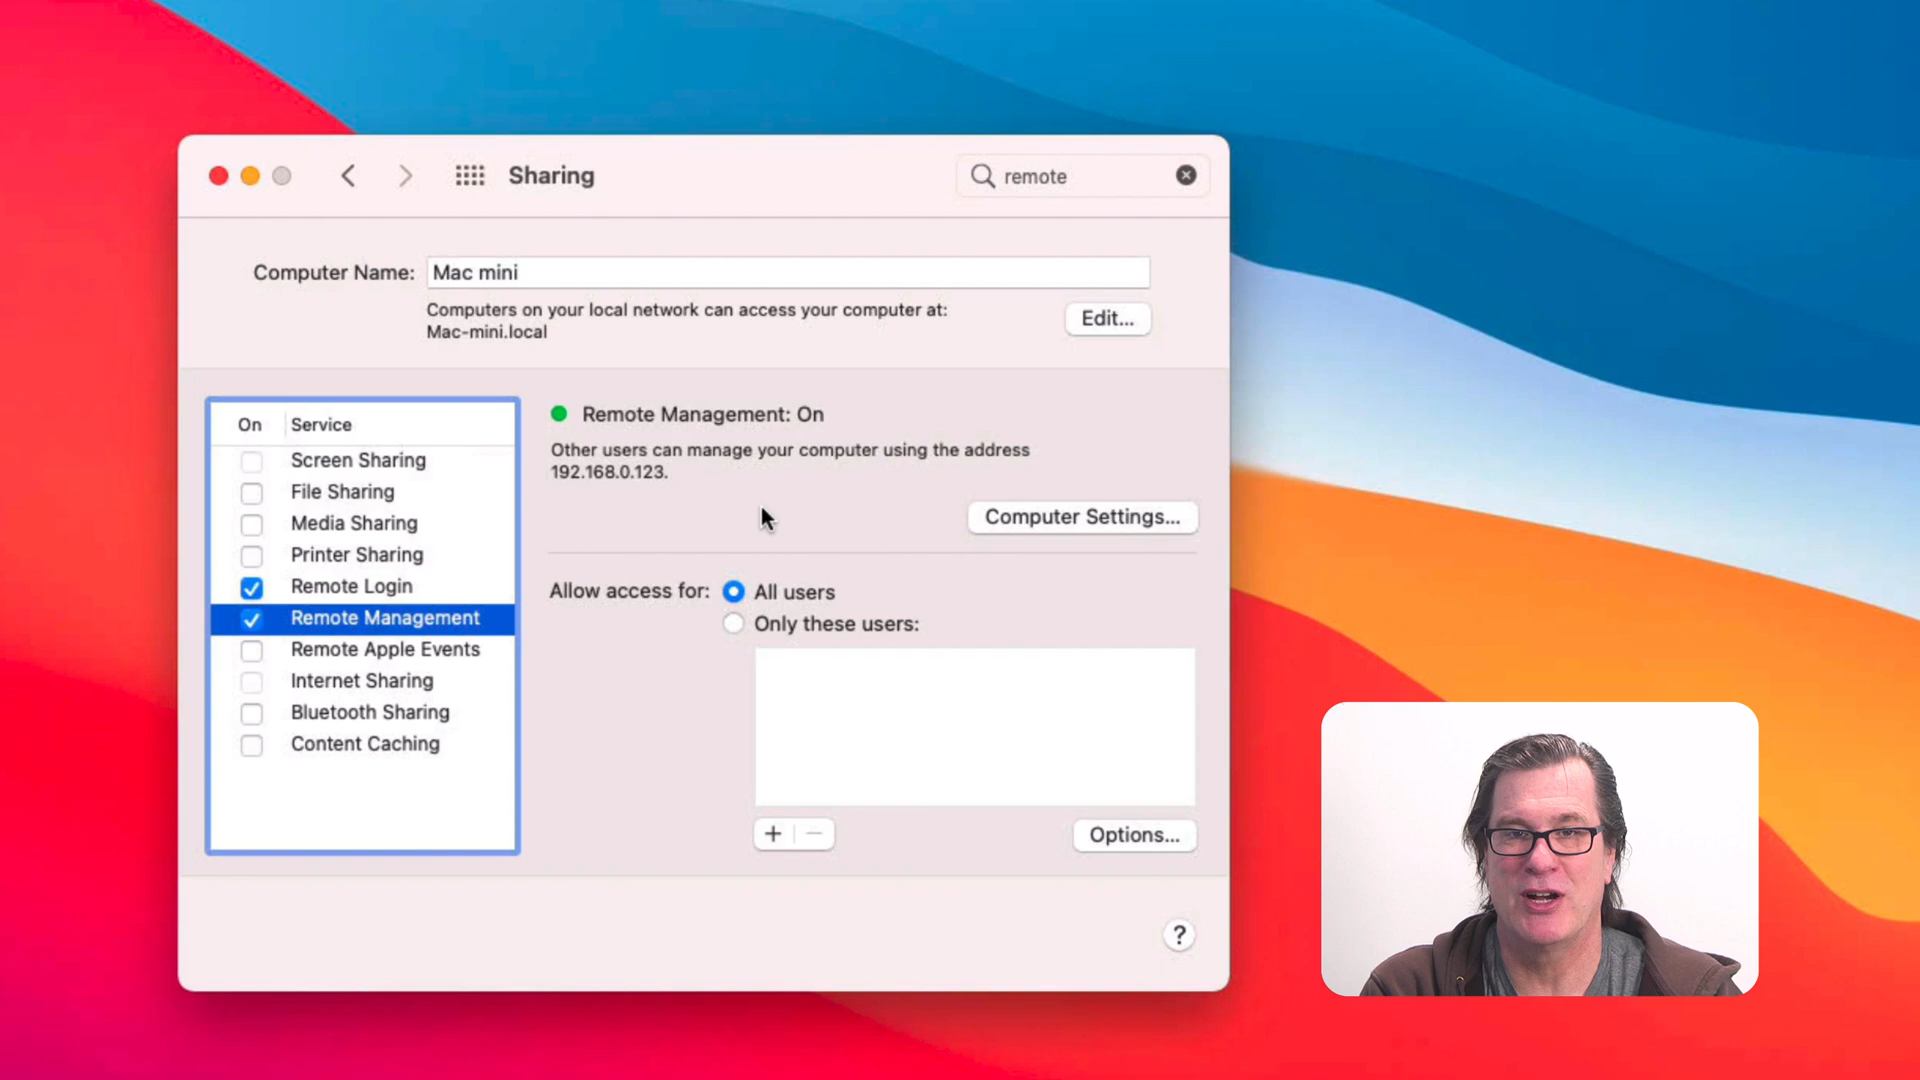 Sharing
remote
Computer Name:
Mac mini
Computers on your local network can access your computer at:
Mac-mini.local
Edit...
On
Service
Screen Sharing
File Sharing
Media Sharing
Printer Sharing
Remote Login
Remote Management
Remote Apple Events
Internet Sharing
Bluetooth Sharing
Content Caching
Remote Management: On
Other users can manage your computer using the address
192.168.0.123.
Computer Settings...
Allow access for:
All users
Only these users:
Options...
?